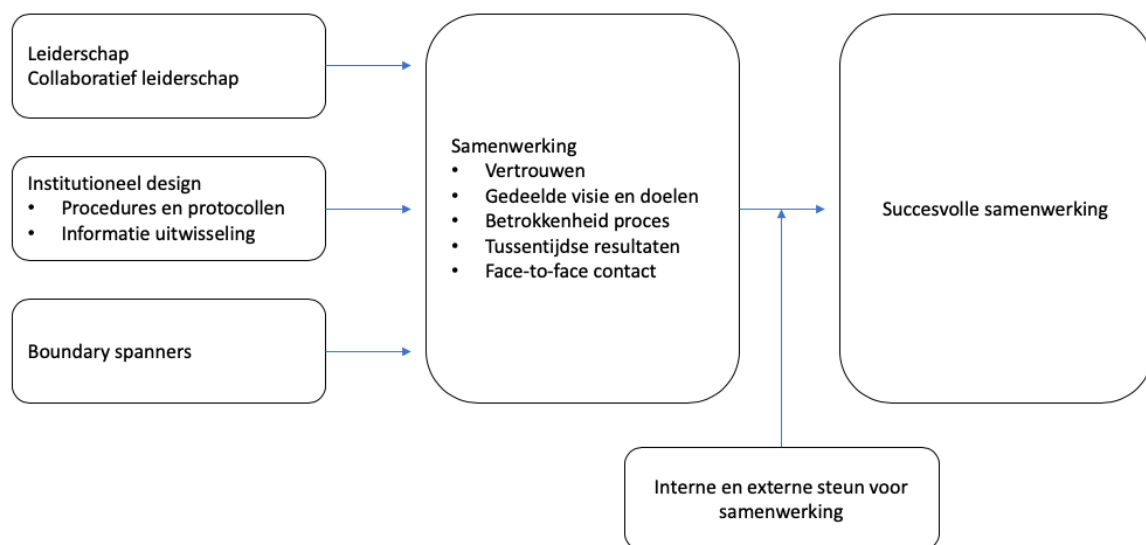 Leiderschap
Collaboratief leiderschap
Institutioneel design
• Procedures en protocollen
• Informatie uitwisseling
Boundary spanners
Samenwerking
• Vertrouwen
• Gedeelde visie en doelen
• Betrokkenheid proces
• Tussentijdse resultaten
• Face-to-face contact
Succesvolle samenwerking
Interne en externe steun voor
samenwerking